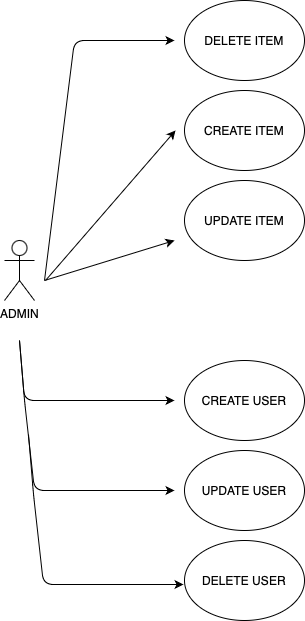 DELETE ITEM
CREATE ITEM
UPDATE ITEM
ADMIN
CREATE USER
UPDATE USER
DELETE USER